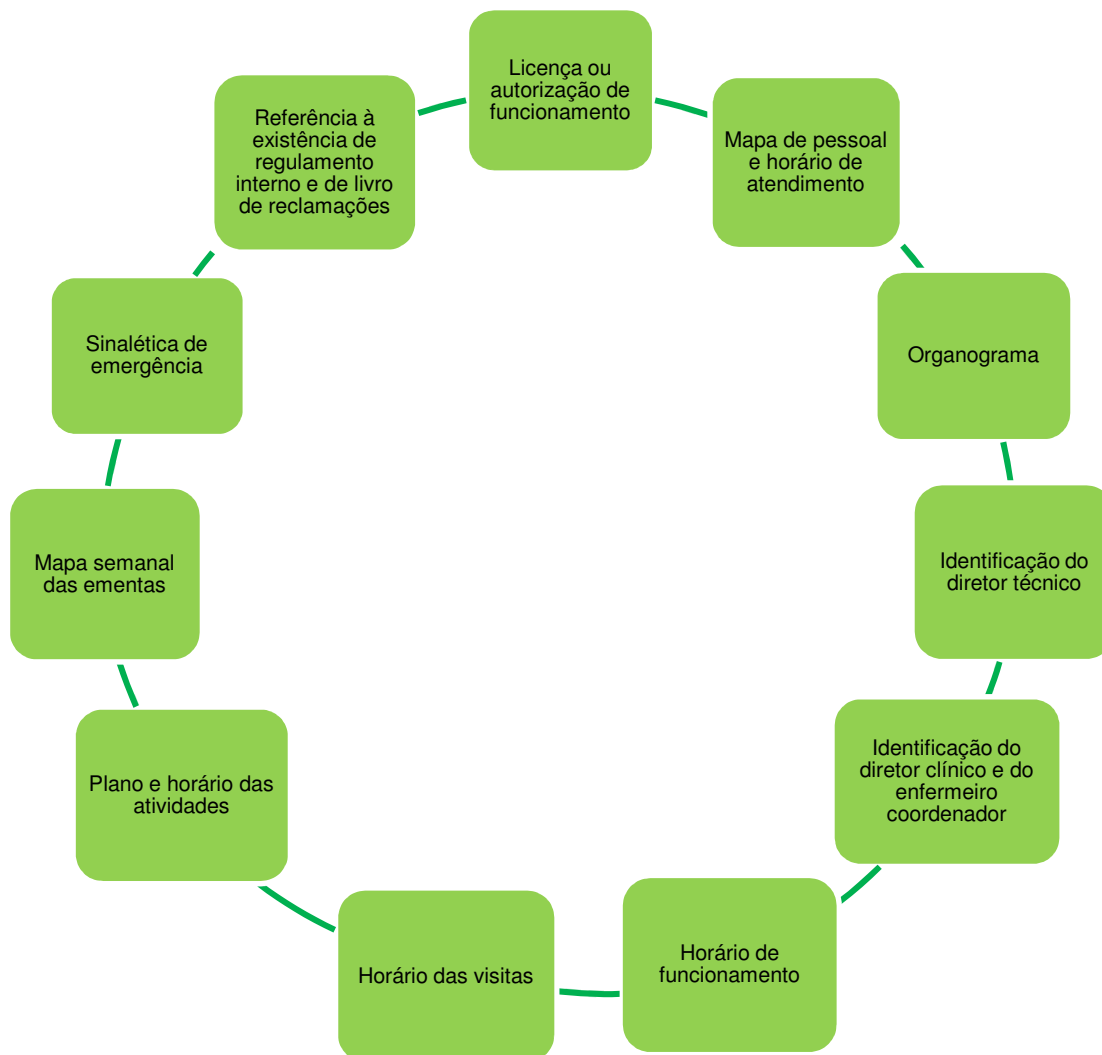 Licença ou
autorização de
funcionamento
Mapa de pessoal
e horário de
atendimento
Organograma
Identificação do
diretor técnico
Identificação do
diretor clínico e do
enfermeiro
coordenador
Horário de
funcionamento
Horário das visitas
Plano e horário das
atividades
Mapa semanal
das ementas
Sinalética de
emergência
Referência à
existência de
regulamento
interno e de livro
de reclamações